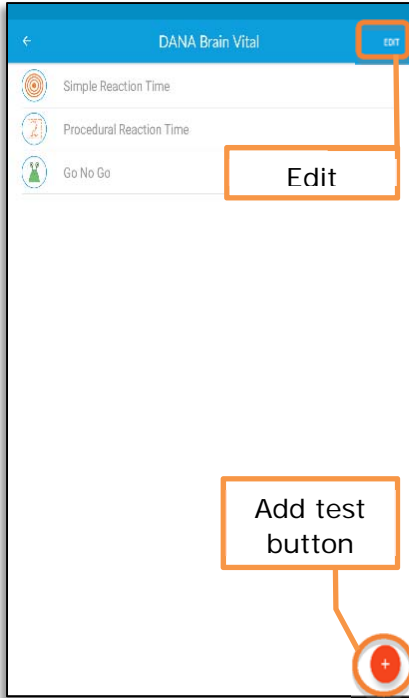 ← DANA Brain Vital EDIT
Simple Reaction Time
Procedural Reaction Time
Go No Go
Edit
Add test
button
+